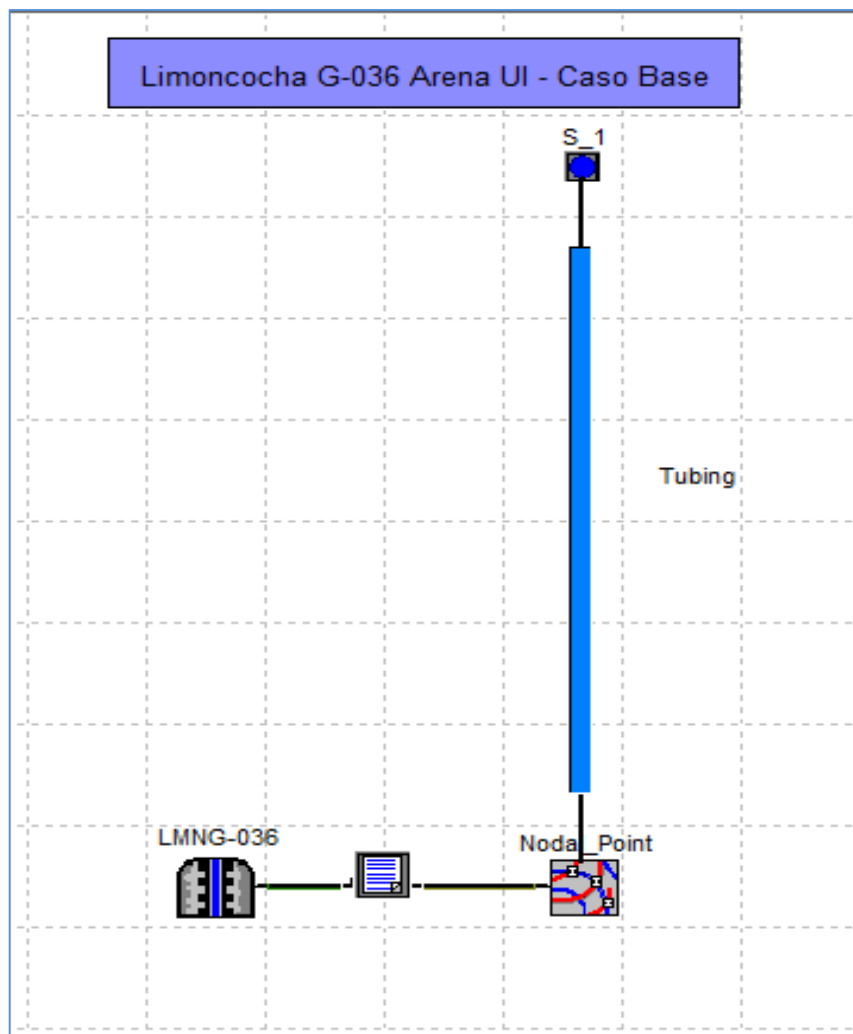 Limoncocha G-036 Arena UI - Caso Base
S_1
Tubing
LMNG-036
Nodal_Point